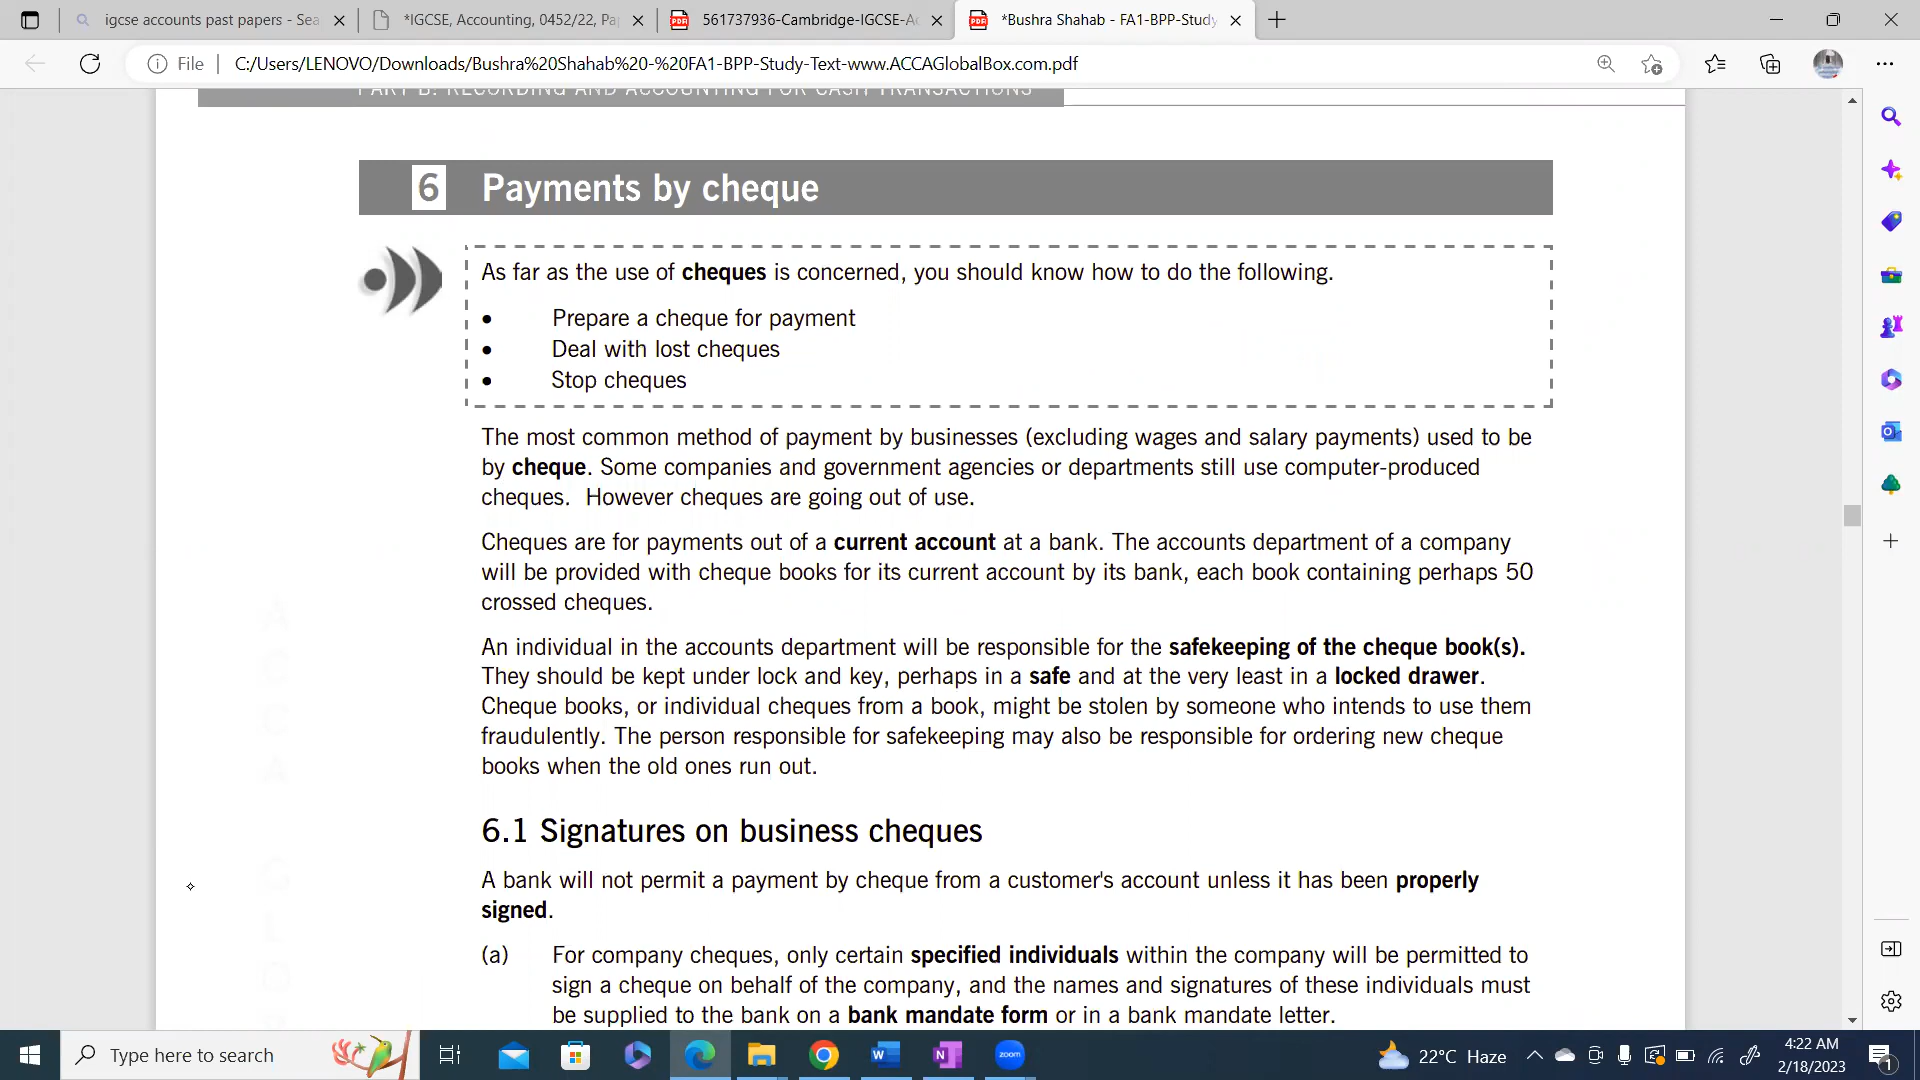 igcse accounts past papers - Sea
*IGCSE, Accounting, 0452/22, Pa
561737936-Cambridge-IGCSE-Ac
*Bushra Shahab - FA1-BPP-Study
File
C:/Users/LENOVO/Downloads/Bushra%20Shahab%20-%20FA1-BPP-Study-Text-www.ACCAGlobalBox.com.pdf
PART B: RECORDING AND ACCOUNTING FOR CASH TRANSACTIONS
6 Payments by cheque
As far as the use of cheques is concerned, you should know how to do the following.
• Prepare a cheque for payment
• Deal with lost cheques
• Stop cheques
The most common method of payment by businesses (excluding wages and salary payments) used to be
by cheque. Some companies and government agencies or departments still use computer-produced
cheques. However cheques are going out of use.
Cheques are for payments out of a current account at a bank. The accounts department of a company
will be provided with cheque books for its current account by its bank, each book containing perhaps 50
crossed cheques.
An individual in the accounts department will be responsible for the safekeeping of the cheque book(s).
They should be kept under lock and key, perhaps in a safe and at the very least in a locked drawer.
Cheque books, or individual cheques from a book, might be stolen by someone who intends to use them
fraudulently. The person responsible for safekeeping may also be responsible for ordering new cheque
books when the old ones run out.
6.1 Signatures on business cheques
A bank will not permit a payment by cheque from a customer's account unless it has been properly
signed.
(a) For company cheques, only certain specified individuals within the company will be permitted to
sign a cheque on behalf of the company, and the names and signatures of these individuals must
be supplied to the bank on a bank mandate form or in a bank mandate letter.
Type here to search
zoom
22°C Haze
4:22 AM
2/18/2023
1